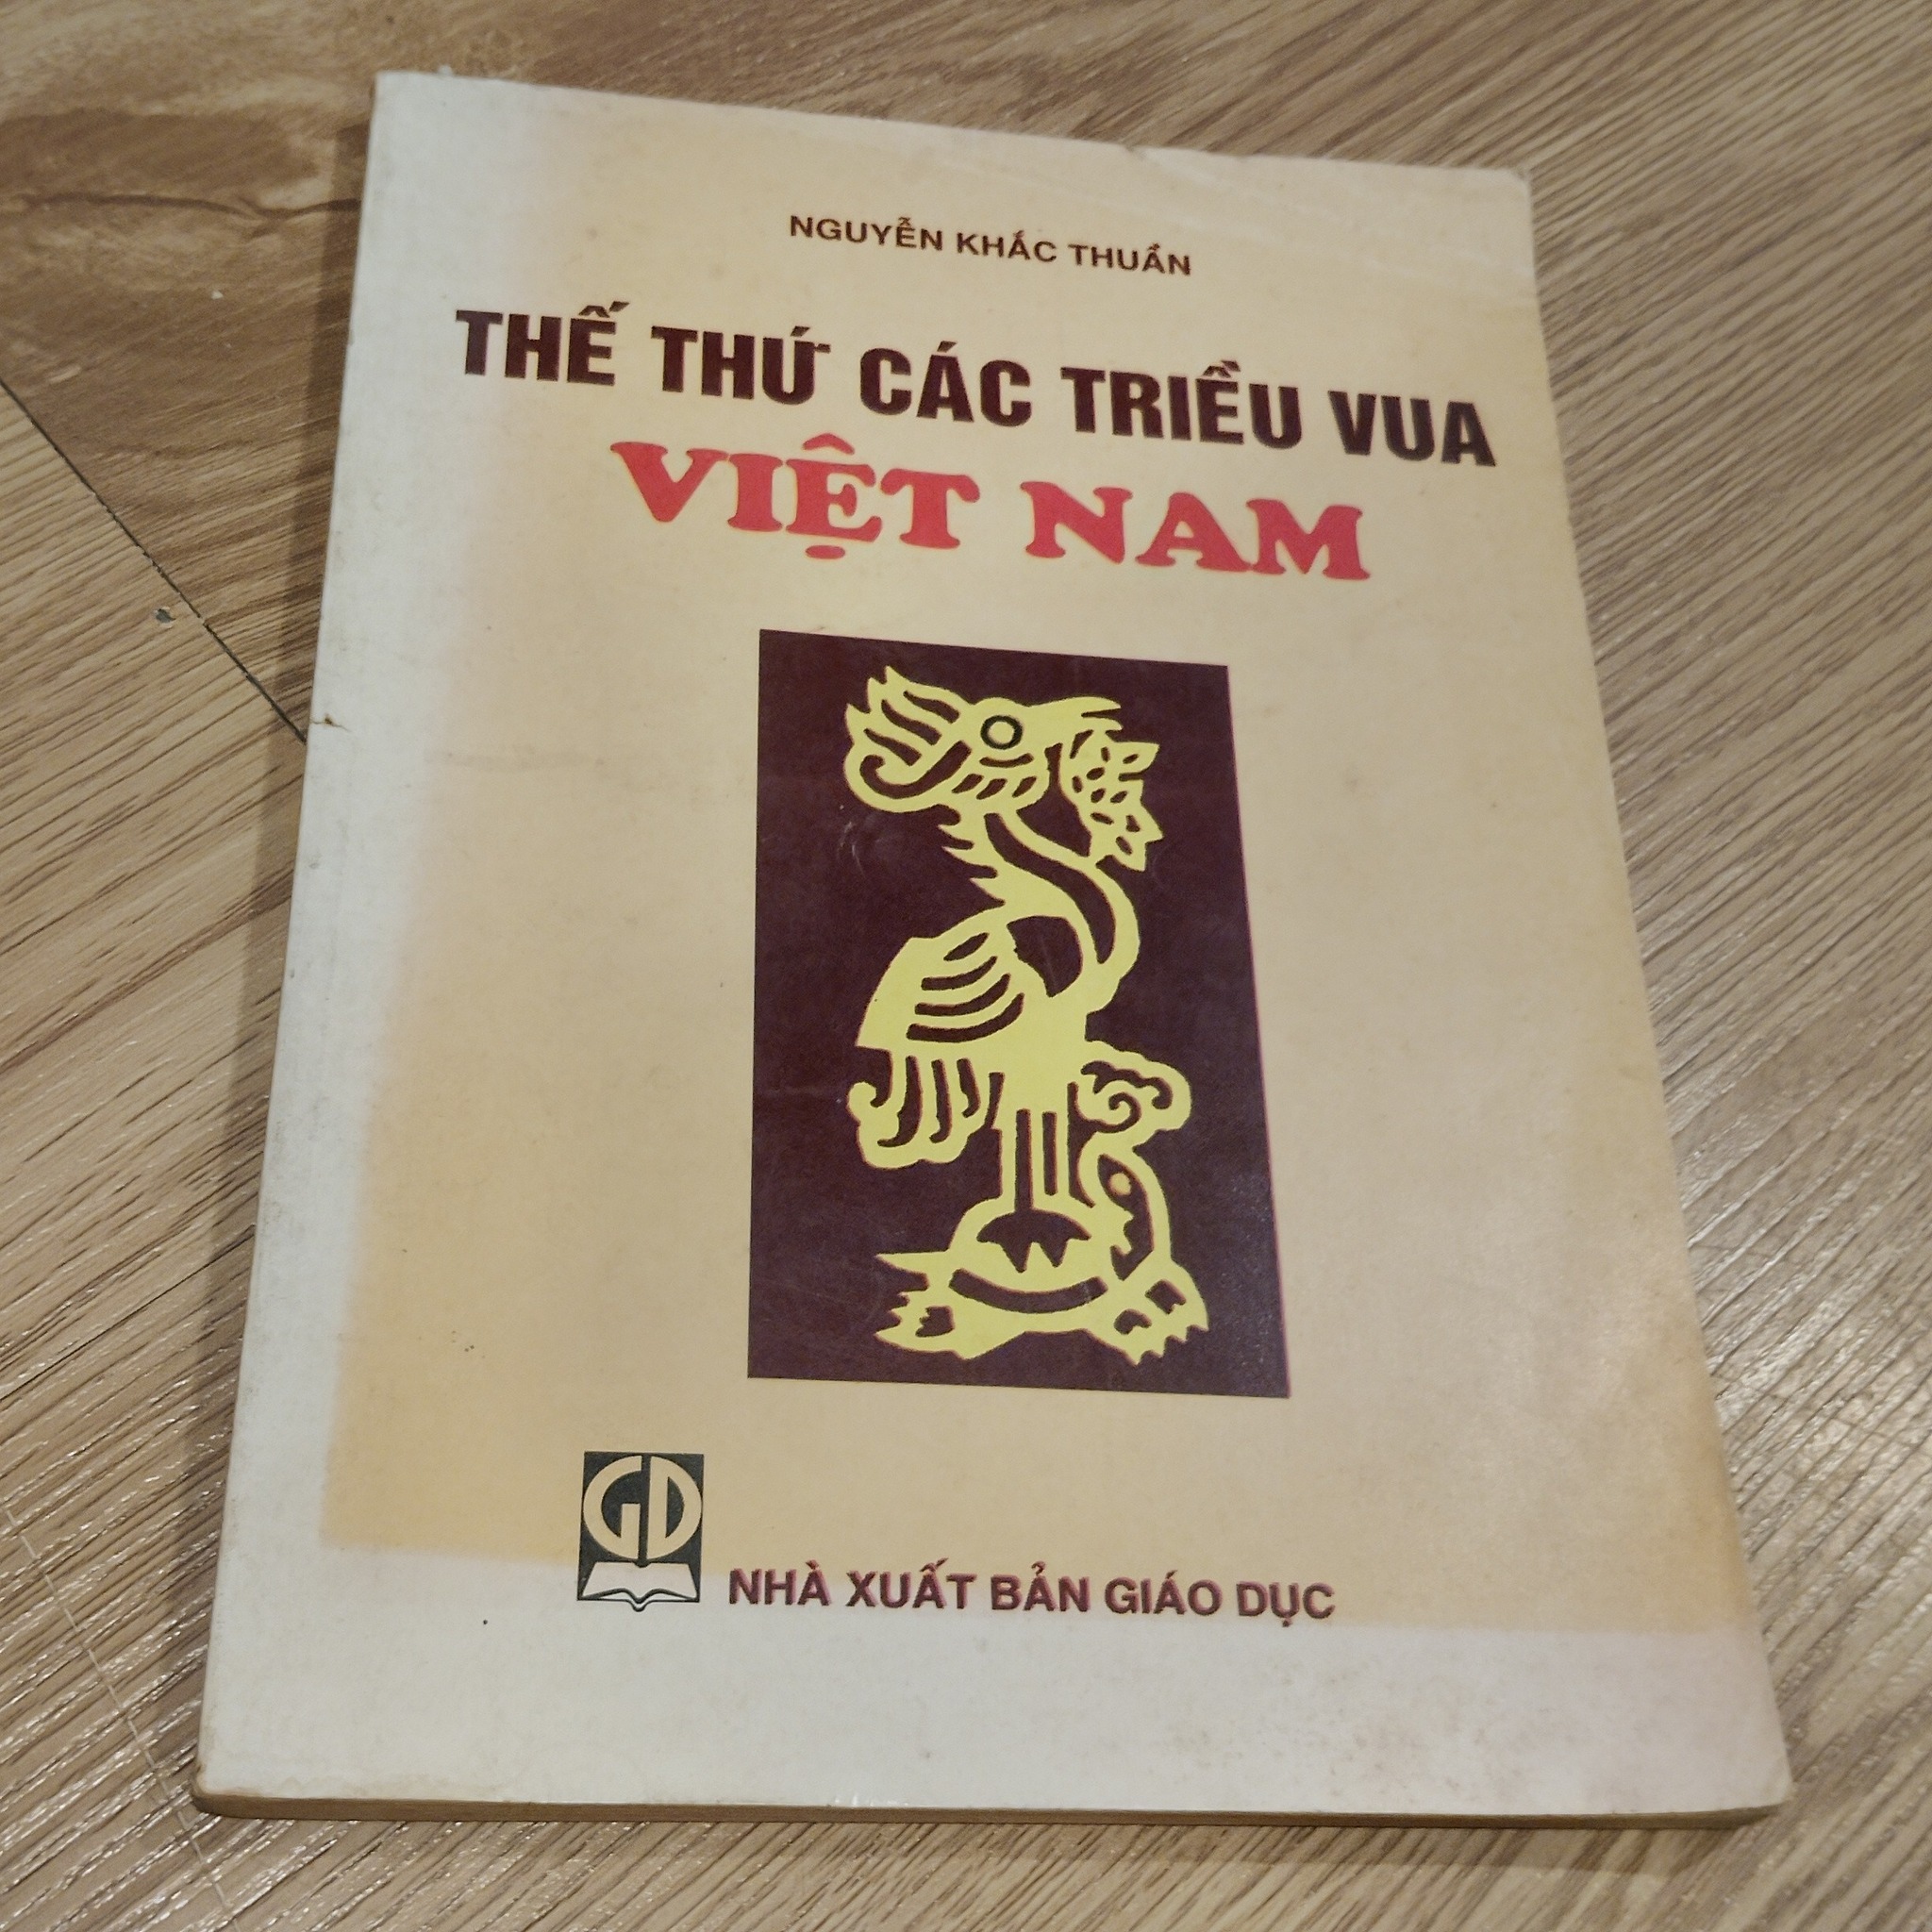 NGUYỄN KHẮC THUẦN
THẾ THỨ CÁC TRIỀU VUA
VIỆT NAM
GD
NHÀ XUẤT BẢN GIÁO DỤC